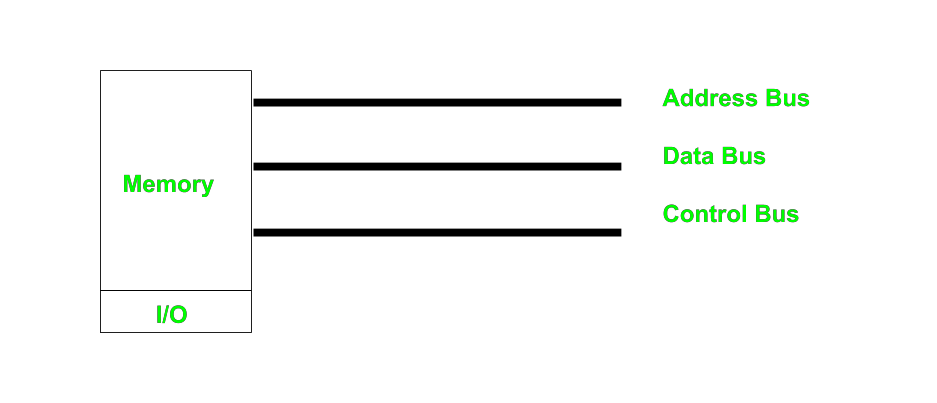 Address Bus
Data Bus
Memory
Control Bus
I/O